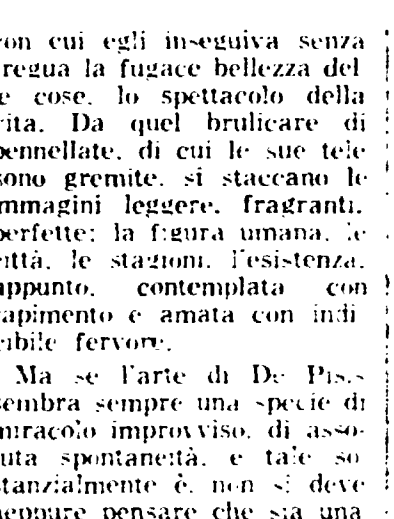 con cui egli inseguiva senza
regua la fugace bellezza del
e cose. lo spettacolo della
vita. Da quel brulicare di
pennellate. di cui le sue tele
sono gremite. si staccano le
mmagini leggere. fragranti.
perfette: la figura umana. le
città. le stagioni. l'esistenza.
appunto. contemplata con
rapimento e amata con indi
cibile fervore.
Ma se l'arte di De Pis-
sembra sempre una specie di
miracolo improvviso. di asso-
luta spontaneità. e tale so
stanzialmente è. non si deve
neppure pensare che sia una